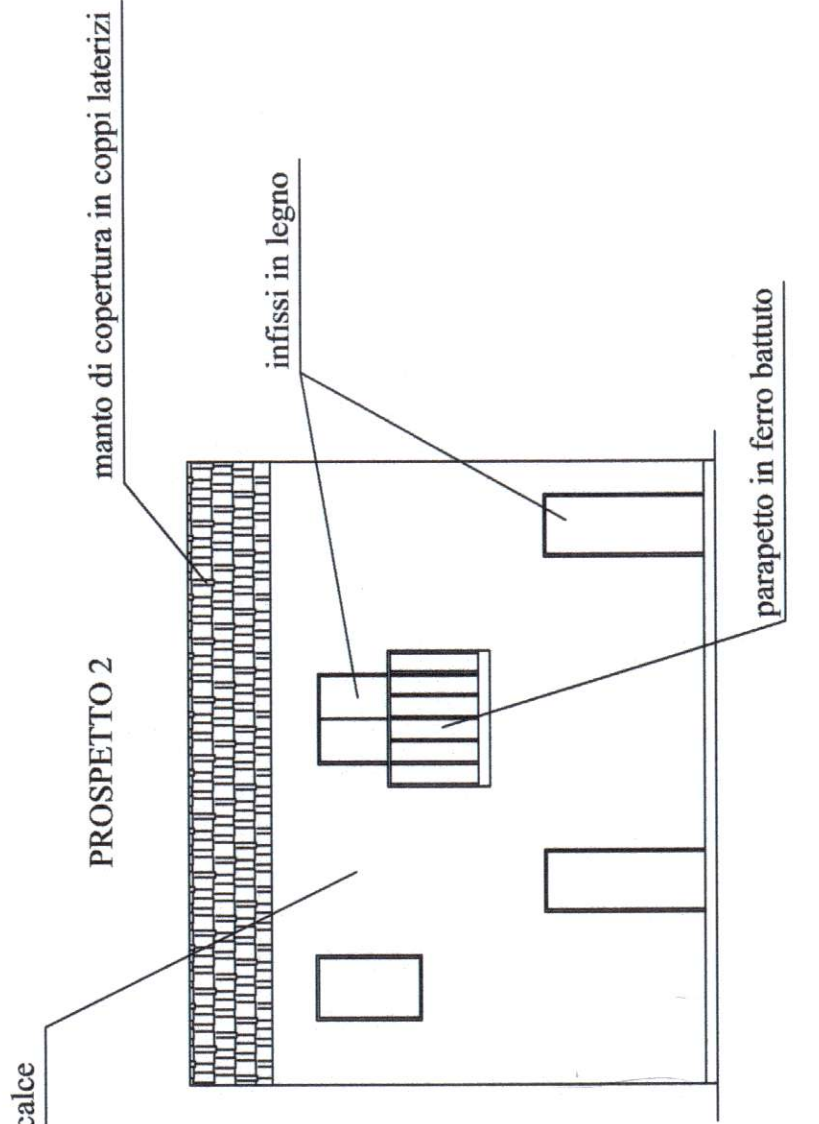 PROSPETTO 2
manto di copertura in coppi laterizi
infissi in legno
parapetto in ferro battuto
calce